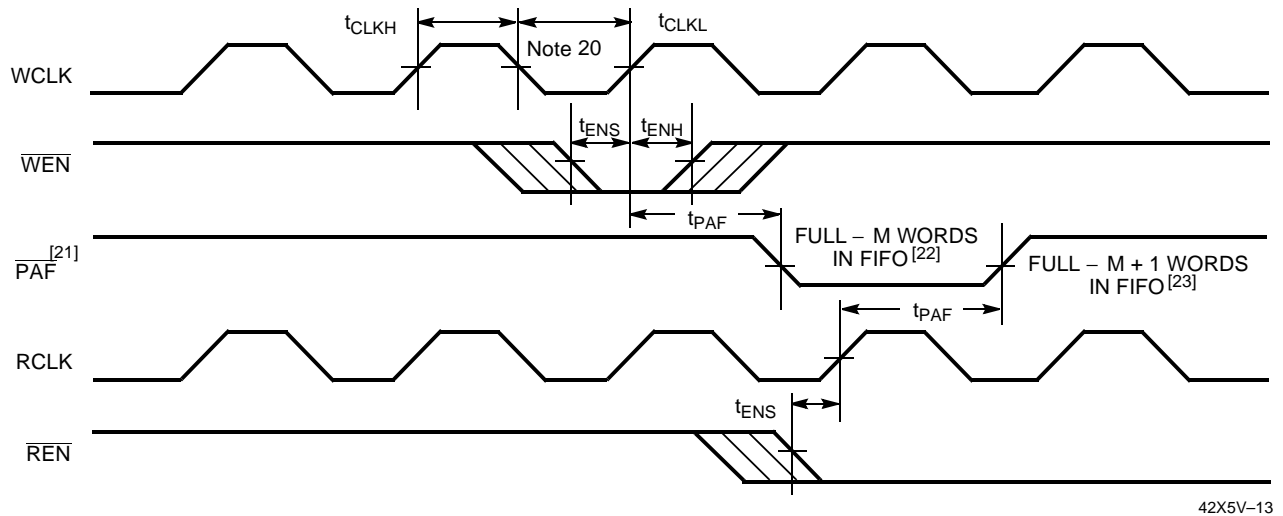 tCLKH
tCLKL
Note 20
WCLK
tENS
tENH
WEN
tPAF
PAF[21]
FULL – M WORDS
IN FIFO[22]
FULL – M + 1 WORDS
IN FIFO[23]
tPAF
RCLK
tENS
REN
42X5V–13